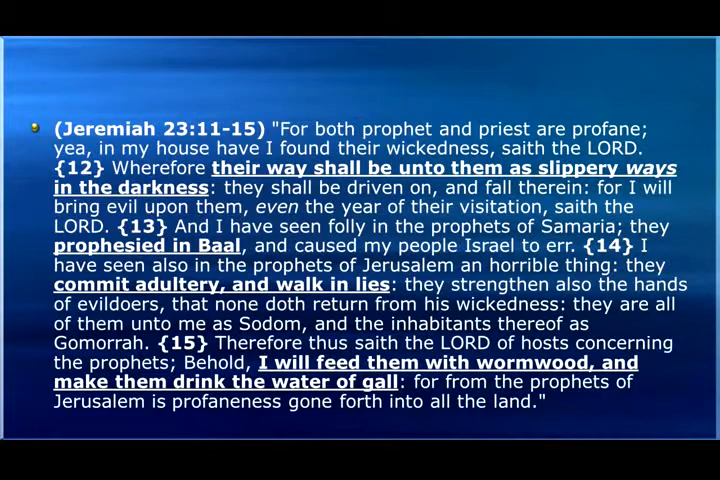 (Jeremiah 23:11-15) "For both prophet and priest are profane;
yea, in my house have I found their wickedness, saith the LORD.
{12} Wherefore their way shall be unto them as slippery ways
in the darkness: they shall be driven on, and fall therein: for I will
bring evil upon them, even the year of their visitation, saith the
LORD. {13} And I have seen folly in the prophets of Samaria; they
prophesied in Baal, and caused my people Israel to err. {14} I
have seen also in the prophets of Jerusalem an horrible thing: they
commit adultery, and walk in lies: they strengthen also the hands
of evildoers, that none doth return from his wickedness: they are all
of them unto me as Sodom, and the inhabitants thereof as
Gomorrah. {15} Therefore thus saith the LORD of hosts concerning
the prophets; Behold, I will feed them with wormwood, and
make them drink the water of gall: for from the prophets of
Jerusalem is profaneness gone forth into all the land."